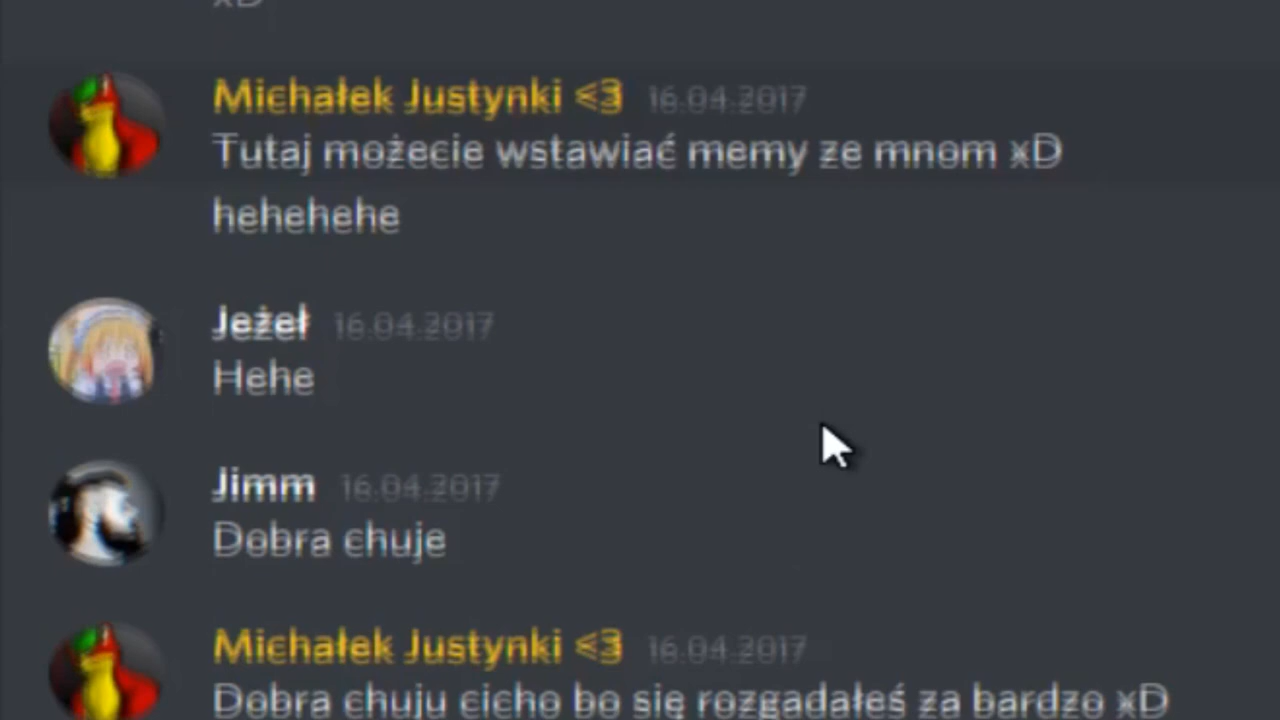 xD
Michałek Justynki <3 16.04.2017
Tutaj możecie wstawiać memy ze mnom xD
hehehehe
Jeżeł 16.04.2017
Hehe
Jimm 16.04.2017
Dobra chuje
Michałek Justynki <3 16.04.2017
Dobra chuju cicho bo się rozgadałeś za bardzo xD